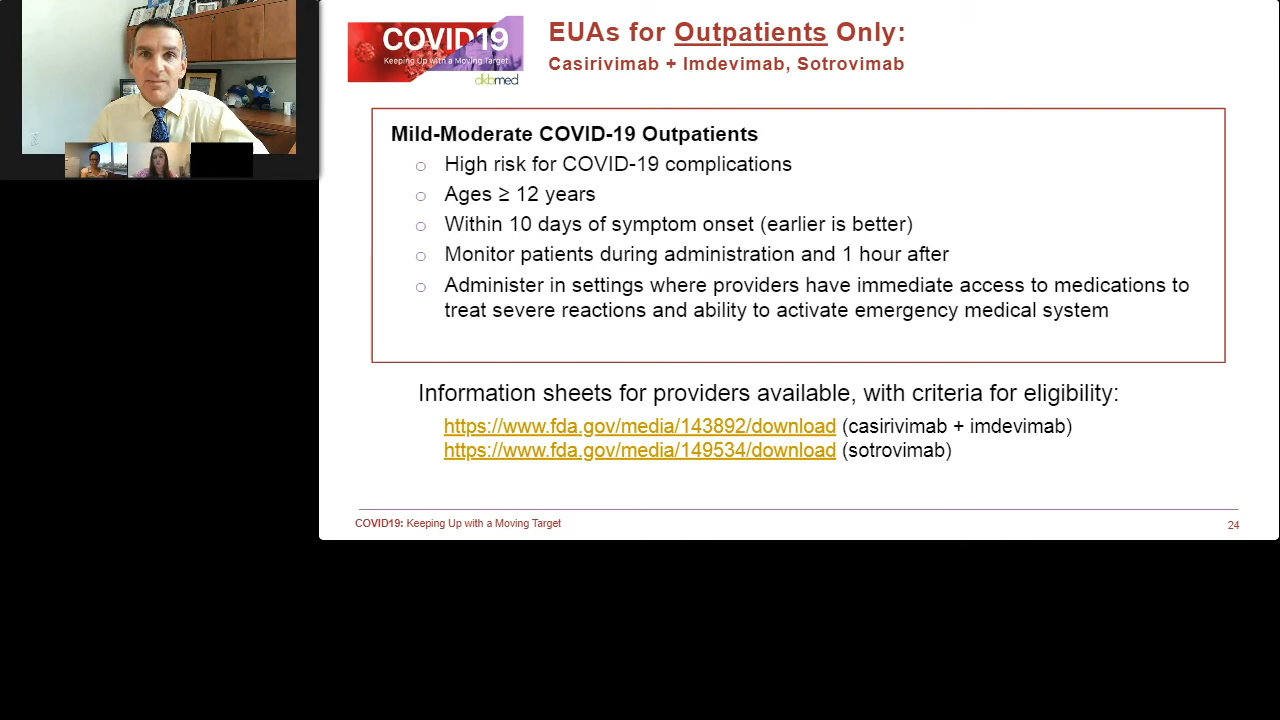 COVID19
Keeping Up with a Moving Target
dkbmed
EUAs for Outpatients Only:
Casirivimab + Imdevimab, Sotrovimab
Mild-Moderate COVID-19 Outpatients
○ High risk for COVID-19 complications
○ Ages ≥ 12 years
○ Within 10 days of symptom onset (earlier is better)
○ Monitor patients during administration and 1 hour after
○ Administer in settings where providers have immediate access to medications to
treat severe reactions and ability to activate emergency medical system
Information sheets for providers available, with criteria for eligibility:
https://www.fda.gov/media/143892/download (casirivimab + imdevimab)
https://www.fda.gov/media/149534/download (sotrovimab)
COVID19: Keeping Up with a Moving Target
24